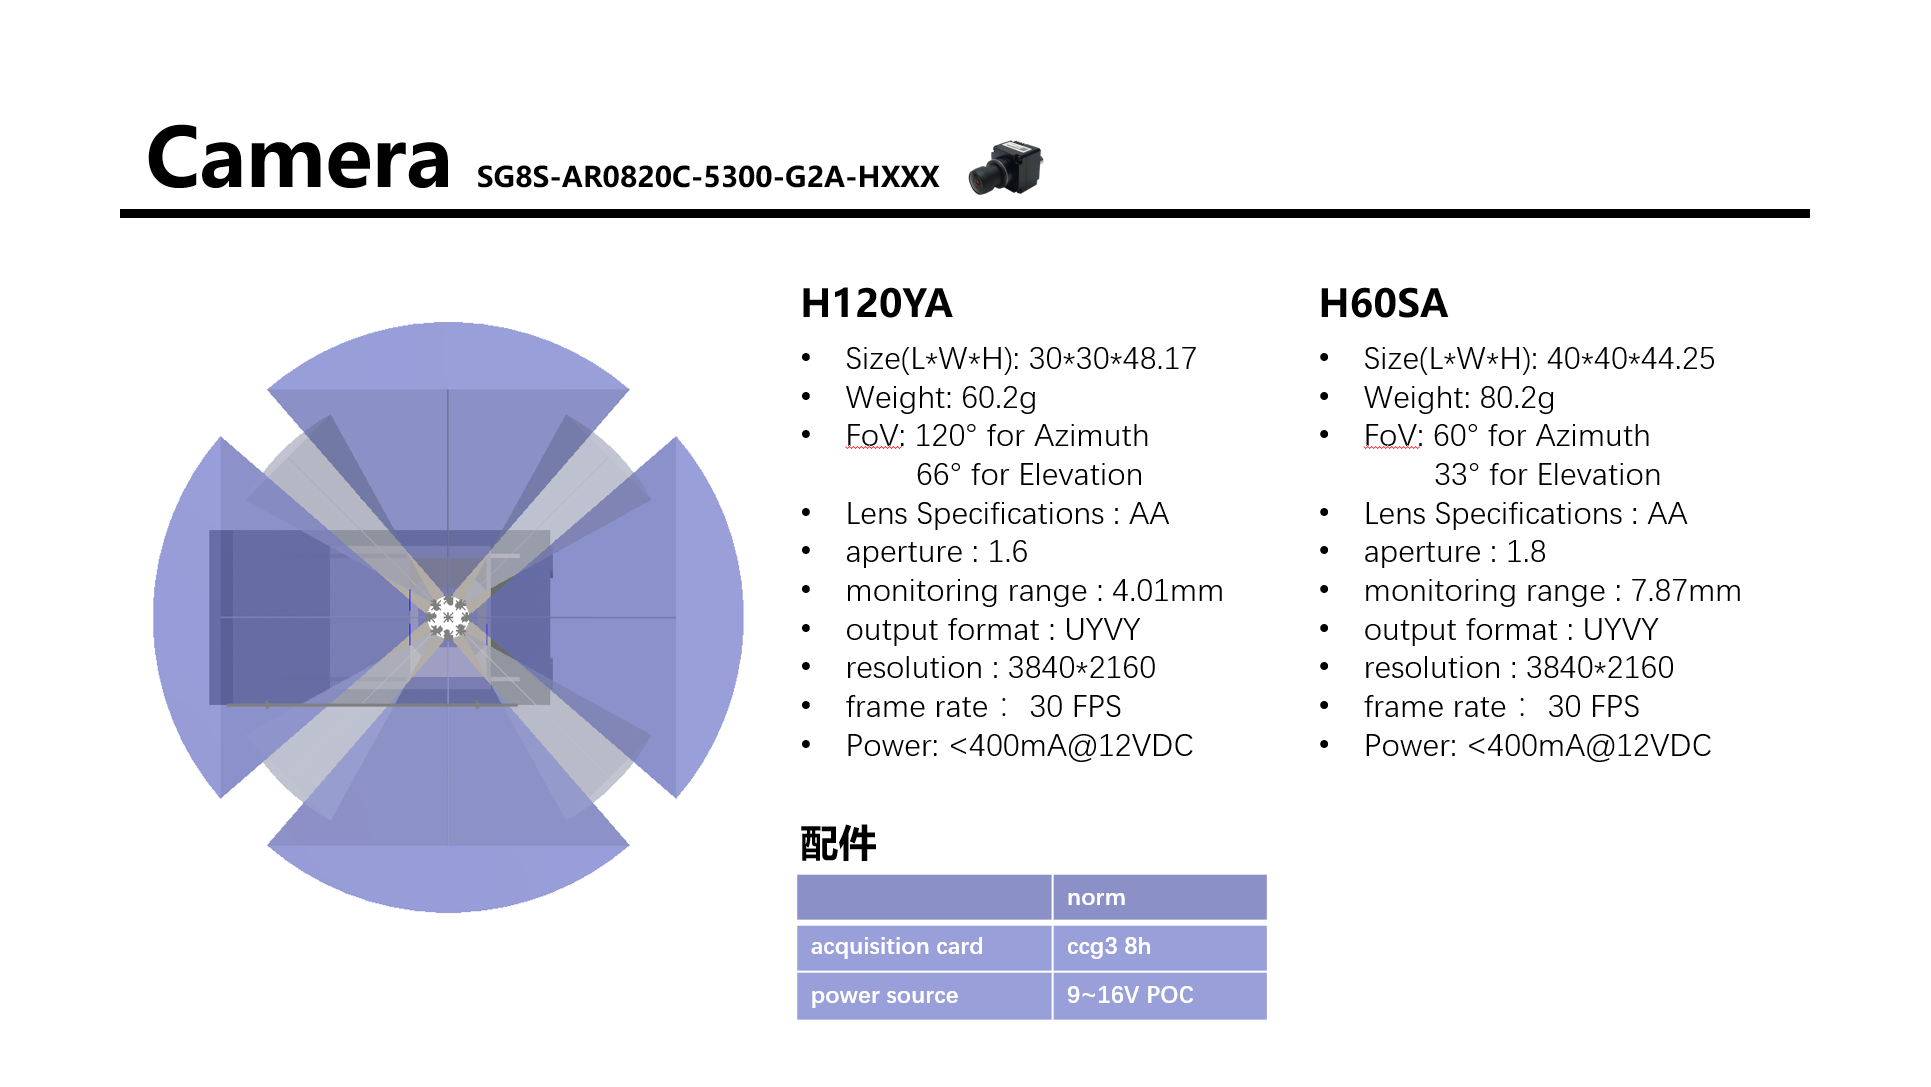 Camera SG8S-AR0820C-5300-G2A-HXXX
H120YA
• Size(L*W*H): 30*30*48.17
• Weight: 60.2g
• FoV: 120° for Azimuth
66° for Elevation
• Lens Specifications : AA
• aperture : 1.6
• monitoring range : 4.01mm
• output format : UYVY
• resolution : 3840*2160
• frame rate： 30 FPS
• Power: <400mA@12VDC
H60SA
• Size(L*W*H): 40*40*44.25
• Weight: 80.2g
• FoV: 60° for Azimuth
33° for Elevation
• Lens Specifications : AA
• aperture : 1.8
• monitoring range : 7.87mm
• output format : UYVY
• resolution : 3840*2160
• frame rate： 30 FPS
• Power: <400mA@12VDC
配件
norm
acquisition card ccg3 8h
power source 9~16V POC